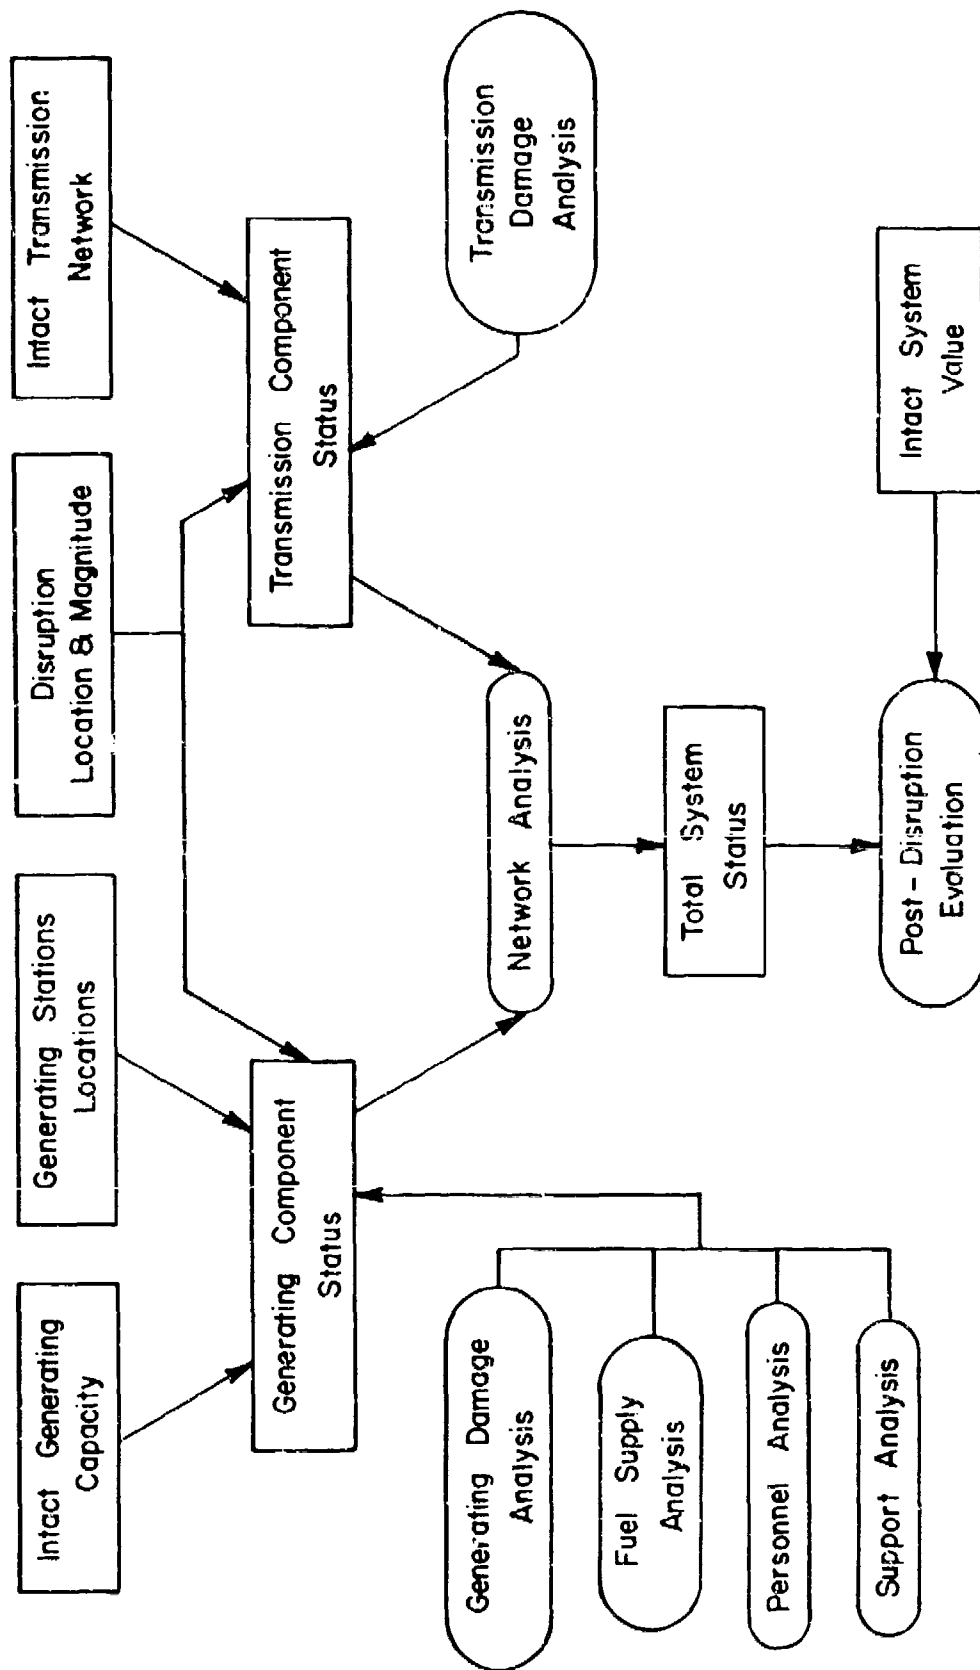 Intact Generating
Capacity
Generating Stations
Locations
Disruption
Location & Magnitude
Intact Transmission
Network
Generating Component
Status
Transmission Component
Status
Generating Damage
Analysis
Fuel Supply
Analysis
Personnel Analysis
Support Analysis
Network Analysis
Transmission
Damage
Analysis
Total System
Status
Post-Disruption
Evaluation
Intact System
Value